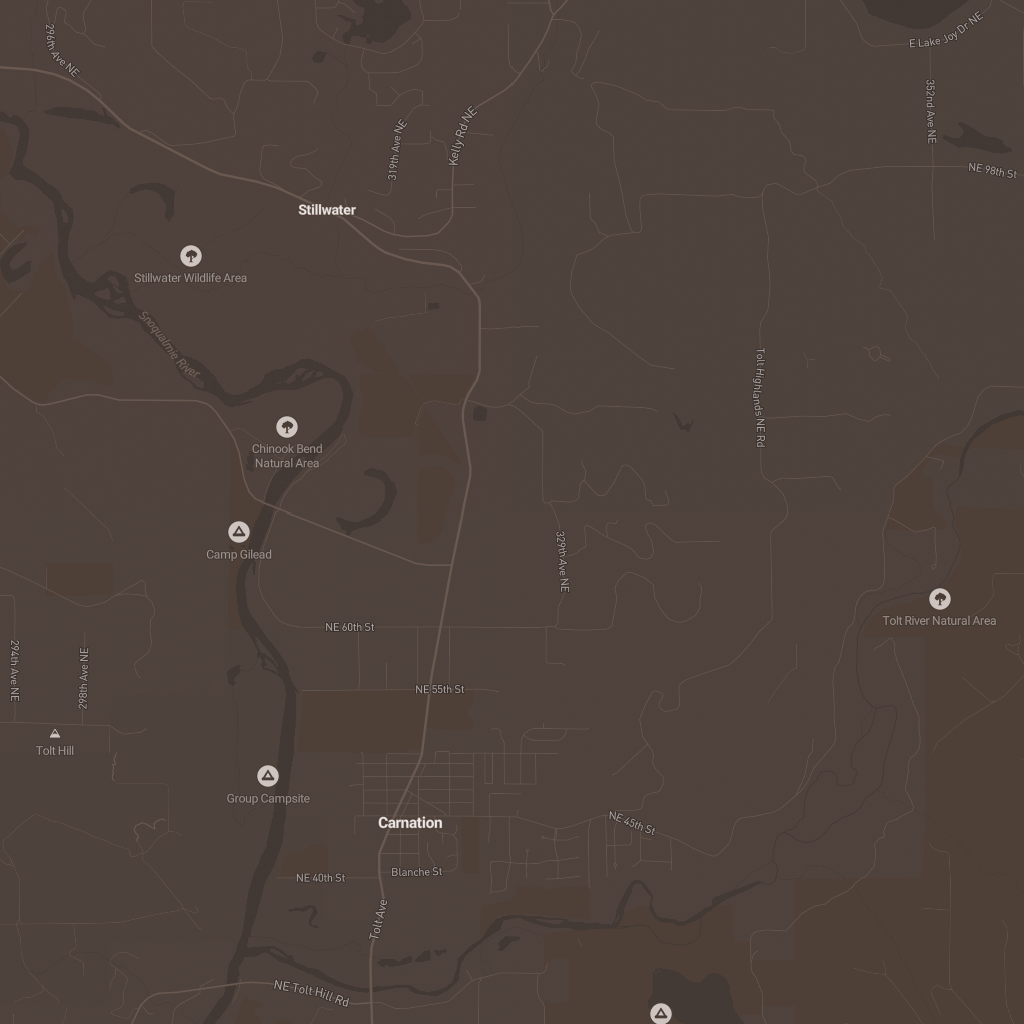 296th Ave NE
E Lake Joy Dr NE
352nd Ave NE
319th Ave NE
Kelly Rd NE
NE 98th St
Stillwater
Stillwater Wildlife Area
Snoqualmie River
Tolt Highlands NE Rd
Chinook Bend
Natural Area
Camp Gilead
329th Ave NE
Tolt River Natural Area
NE 60th St
294th Ave NE
298th Ave NE
NE 55th St
Tolt Hill
Group Campsite
Carnation
NE 45th St
Blanche St
NE 40th St
Tolt Ave
NE Tolt Hill Rd